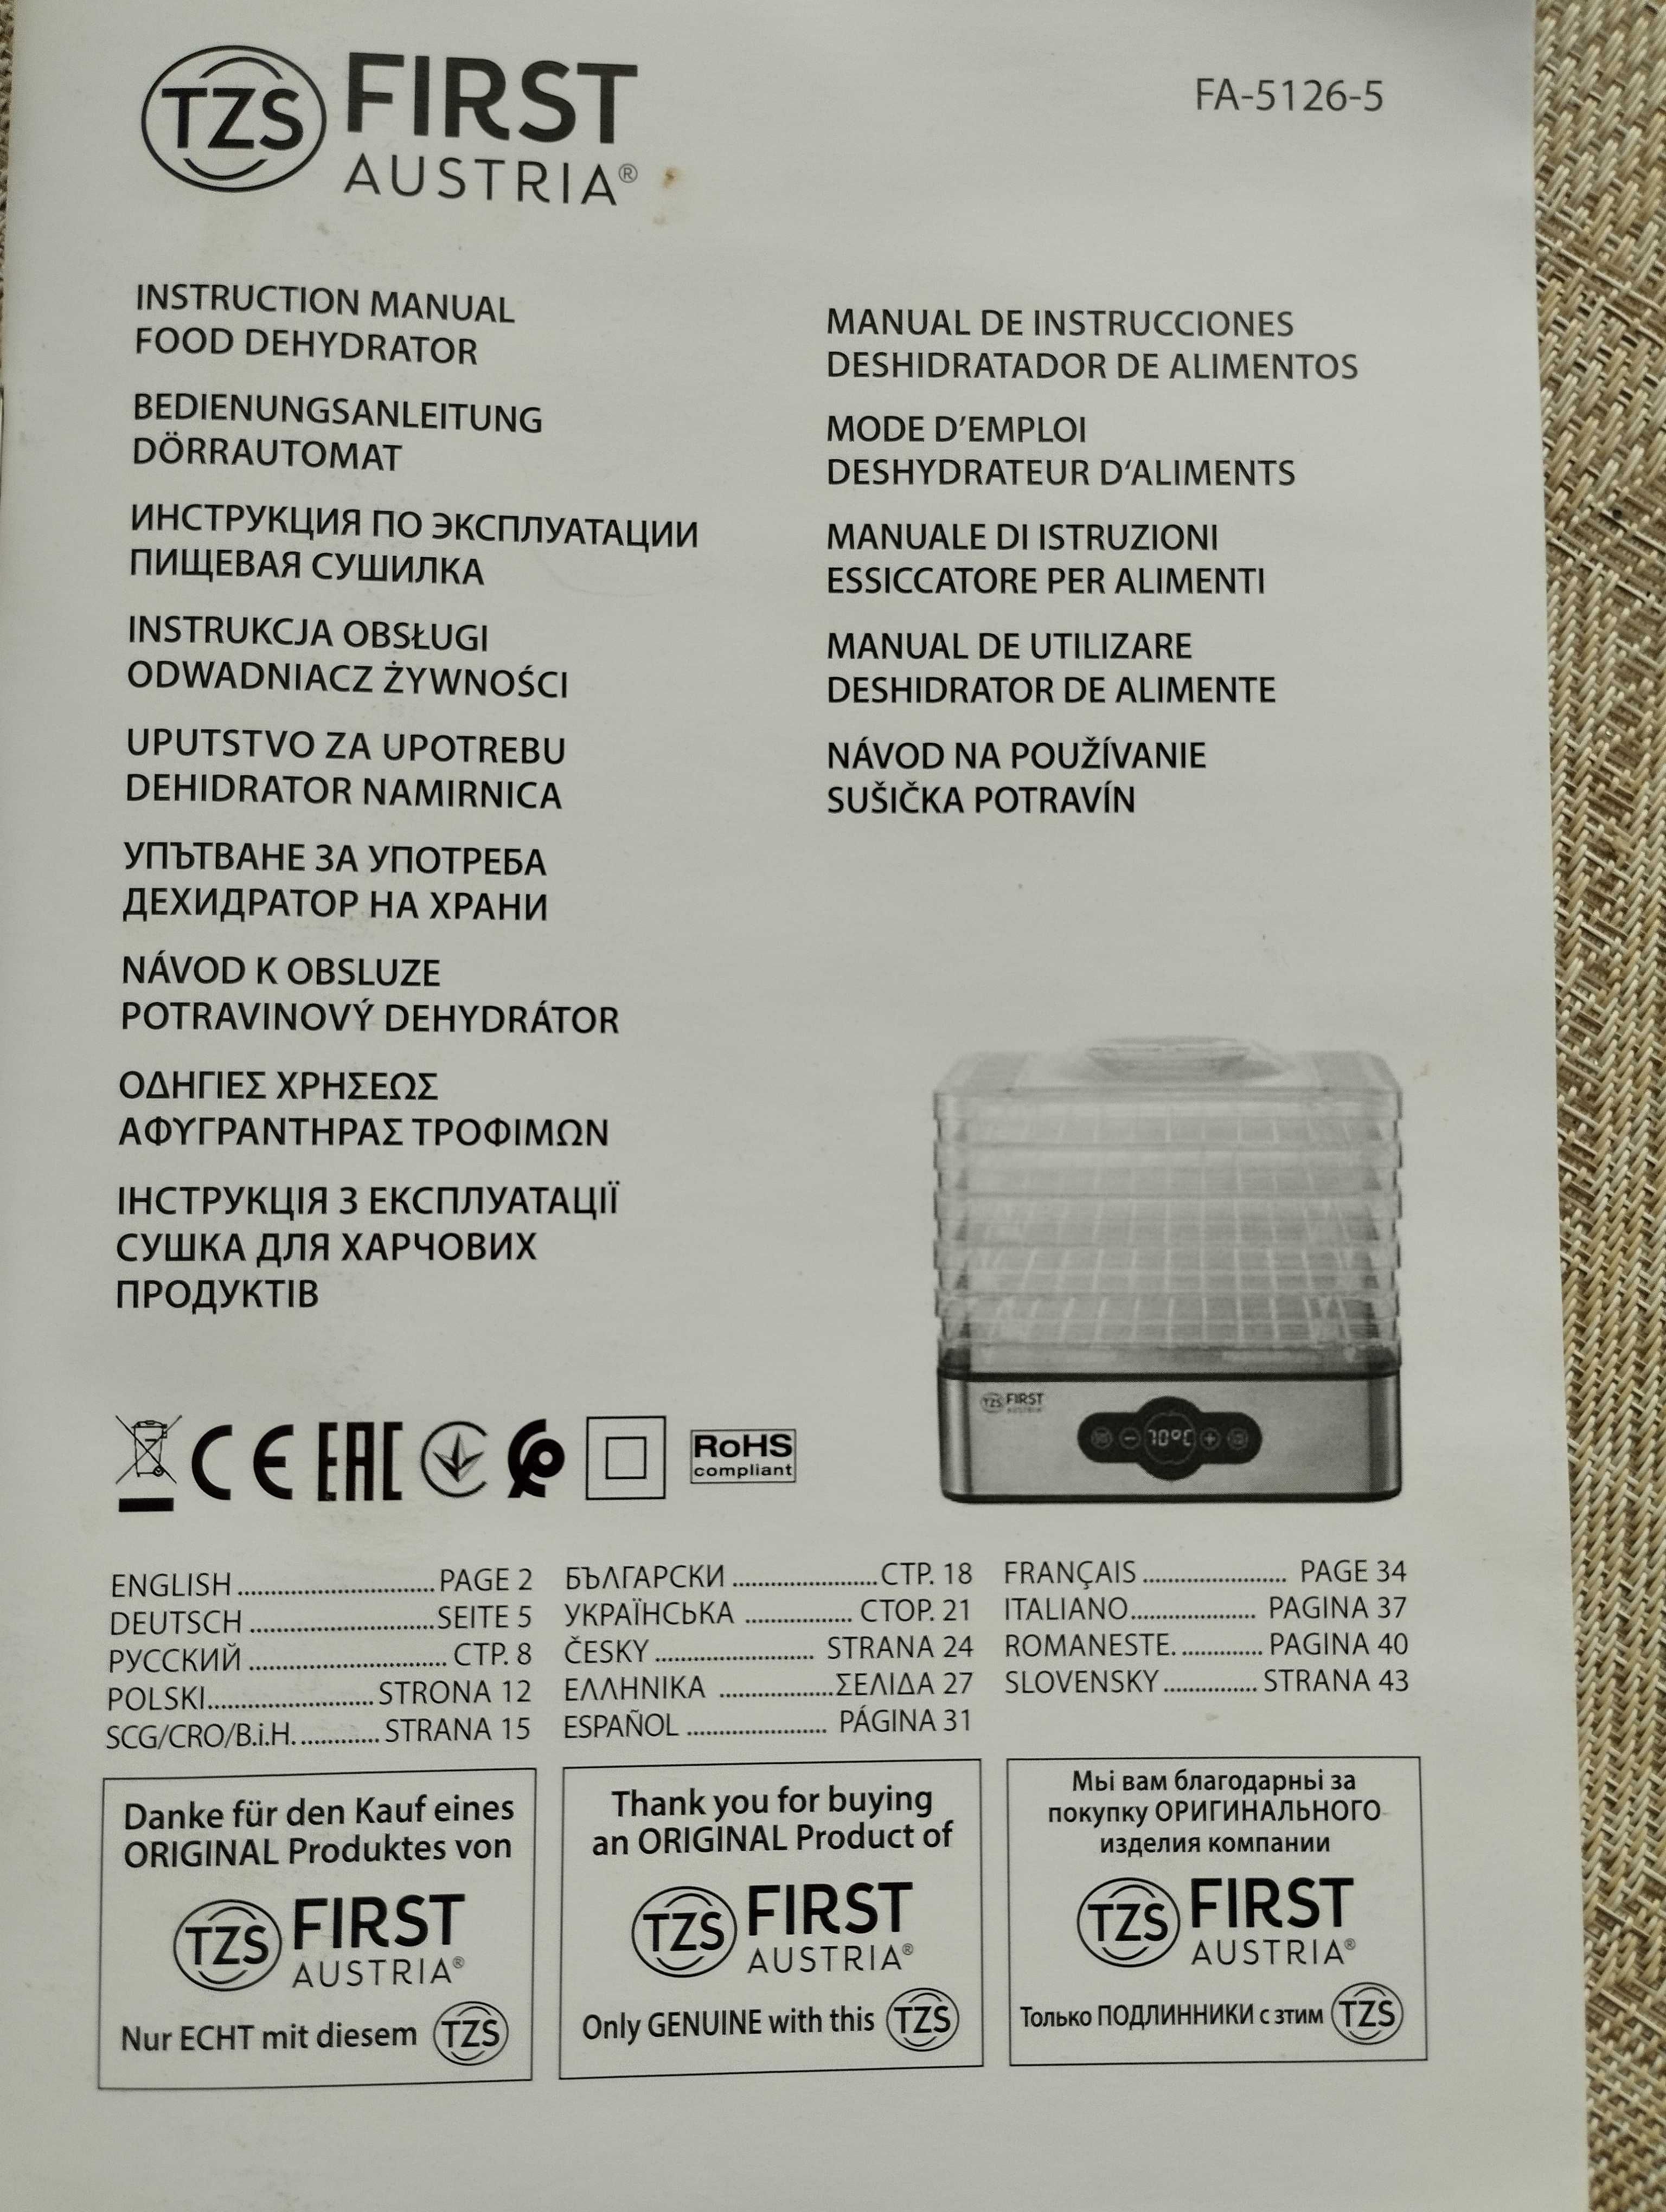 TZS FIRST
AUSTRIA®
FA-5126-5
INSTRUCTION MANUAL
FOOD DEHYDRATOR
BEDIENUNGSANLEITUNG
DÖRRAUTOMAT
ИНСТРУКЦИЯ ПО ЭКСПЛУАТАЦИИ
ПИЩЕВАЯ СУШИЛКА
INSTRUKCJA OBSŁUGI
ODWADNIACZ ŻYWNOŚCI
UPUTSTVO ZA UPOTREBU
DEHIDRATOR NAMIRNICA
УПЪТВАНЕ ЗА УПОТРЕБА
ДЕХИДРАТОР НА ХРАНИ
NÁVOD K OBSLUZE
POTRAVINOVÝ DEHYDRÁTOR
ΟΔΗΓΙΕΣ ΧΡΗΣΕΩΣ
ΑΦΥΓΡΑΝΤΗΡΑΣ ΤΡΟΦΙΜΩΝ
ІНСТРУКЦІЯ З ЕКСПЛУАТАЦІЇ
СУШКА ДЛЯ ХАРЧОВИХ
ПРОДУКТІВ
MANUAL DE INSTRUCCIONES
DESHIDRATADOR DE ALIMENTOS
MODE D’EMPLOI
DESHYDRATEUR D‘ALIMENTS
MANUALE DI ISTRUZIONI
ESSICCATORE PER ALIMENTI
MANUAL DE UTILIZARE
DESHIDRATOR DE ALIMENTE
NÁVOD NA POUŽÍVANIE
SUŠIČKA POTRAVÍN
TZS FIRST
AUSTRIA
70°C
CE EAC RoHS
compliant
ENGLISH ............................. PAGE 2
DEUTSCH ............................ SEITE 5
РУССКИЙ .............................. СТР. 8
POLSKI......................... STRONA 12
SCG/CRO/B.i.H. ............ STRANA 15
БЪЛГАРСКИ ...................... СТР. 18
УКРАЇНСЬКА ................ СТОР. 21
ČESKY ........................ STRANA 24
ΕΛΛΗΝΙΚΑ .................ΣΕΛΙΔΑ 27
ESPAÑOL ..................... PÁGINA 31
FRANÇAIS ...................... PAGE 34
ITALIANO................... PAGINA 37
ROMANESTE. ............ PAGINA 40
SLOVENSKY .............. STRANA 43
Danke für den Kauf eines
ORIGINAL Produktes von
TZS FIRST
AUSTRIA®
Nur ECHT mit diesem TZS
Thank you for buying
an ORIGINAL Product of
TZS FIRST
AUSTRIA®
Only GENUINE with this TZS
Мьі вам благодарньі за
покупку ОРИГИНАЛЬНОГО
изделия компании
TZS FIRST
AUSTRIA®
Только ПОДЛИННИКИ с зтим TZS